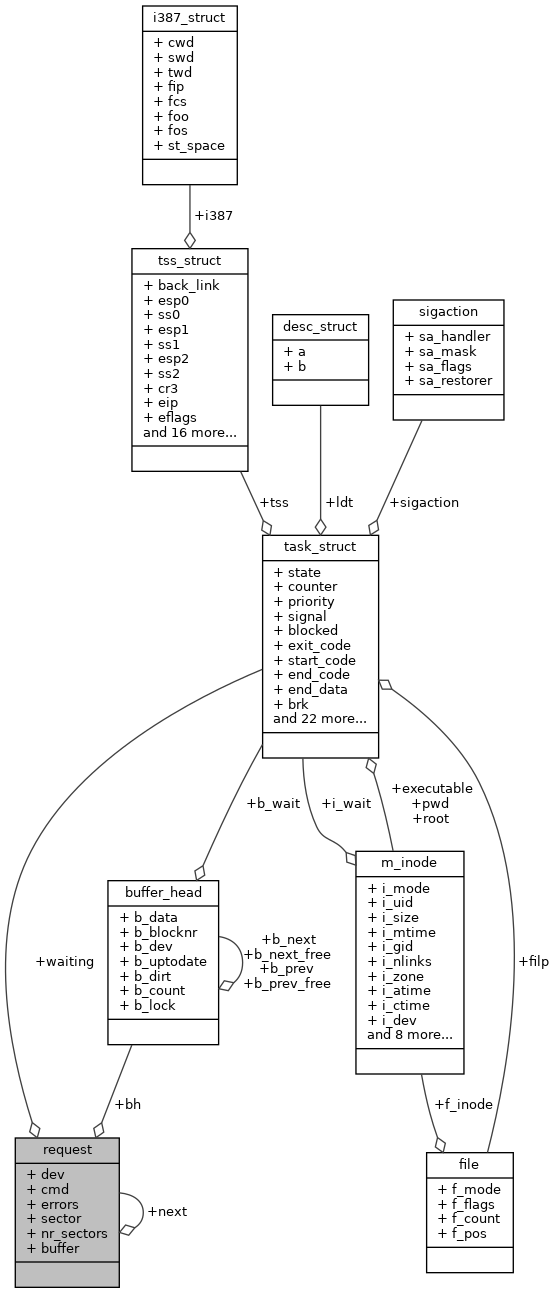 i387_struct
+ cwd
+ swd
+ twd
+ fip
+ fcs
+ foo
+ fos
+ st_space
+i387
tss_struct
+ back_link
+ esp0
+ ss0
+ esp1
+ ss1
+ esp2
+ ss2
+ cr3
+ eip
+ eflags
and 16 more...
desc_struct
+ a
+ b
sigaction
+ sa_handler
+ sa_mask
+ sa_flags
+ sa_restorer
+tss
+ldt
+sigaction
task_struct
+ state
+ counter
+ priority
+ signal
+ blocked
+ exit_code
+ start_code
+ end_code
+ end_data
+ brk
and 22 more...
+b_wait
+i_wait
+executable
+pwd
+root
buffer_head
+ b_data
+ b_blocknr
+ b_dev
+ b_uptodate
+ b_dirt
+ b_count
+ b_lock
+b_next
+b_next_free
+b_prev
+b_prev_free
m_inode
+ i_mode
+ i_uid
+ i_size
+ i_mtime
+ i_gid
+ i_nlinks
+ i_zone
+ i_atime
+ i_ctime
+ i_dev
and 8 more...
+waiting
+filp
+bh
+f_inode
request
+ dev
+ cmd
+ errors
+ sector
+ nr_sectors
+ buffer
+next
file
+ f_mode
+ f_flags
+ f_count
+ f_pos